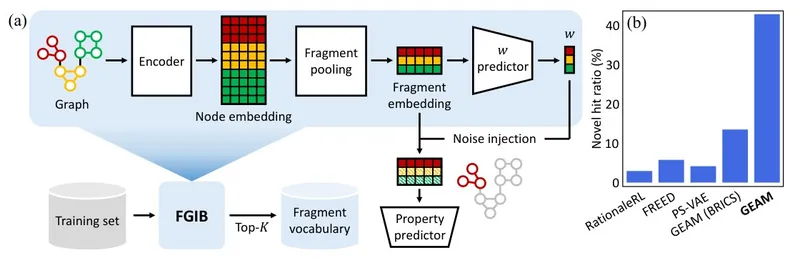 (a)
Graph
Encoder
Node embedding
Fragment
pooling
Fragment
embedding
w
predictor
w
Noise injection
Training set
FGIB
Top-K
Fragment
vocabulary
Property
predictor
(b)
Novel hit ratio (%)
40
30
20
10
0
RationaleRL
FREED
PS-VAE
GEAM (BRICS)
GEAM